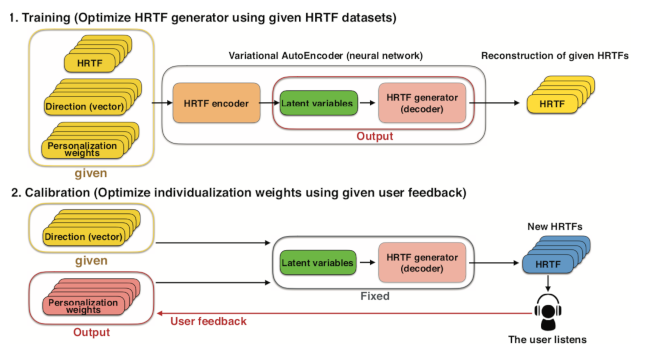 1. Training (Optimize HRTF generator using given HRTF datasets)
Variational AutoEncoder (neural network)
Reconstruction of given HRTFs
HRTF
Direction (vector)
Personalization
weights
given
HRTF encoder
Latent variables
HRTF generator
(decoder)
Output
HRTF
2. Calibration (Optimize individualization weights using given user feedback)
Direction (vector)
given
Personalization
weights
Output
Latent variables
HRTF generator
(decoder)
Fixed
New HRTFs
HRTF
User feedback
The user listens